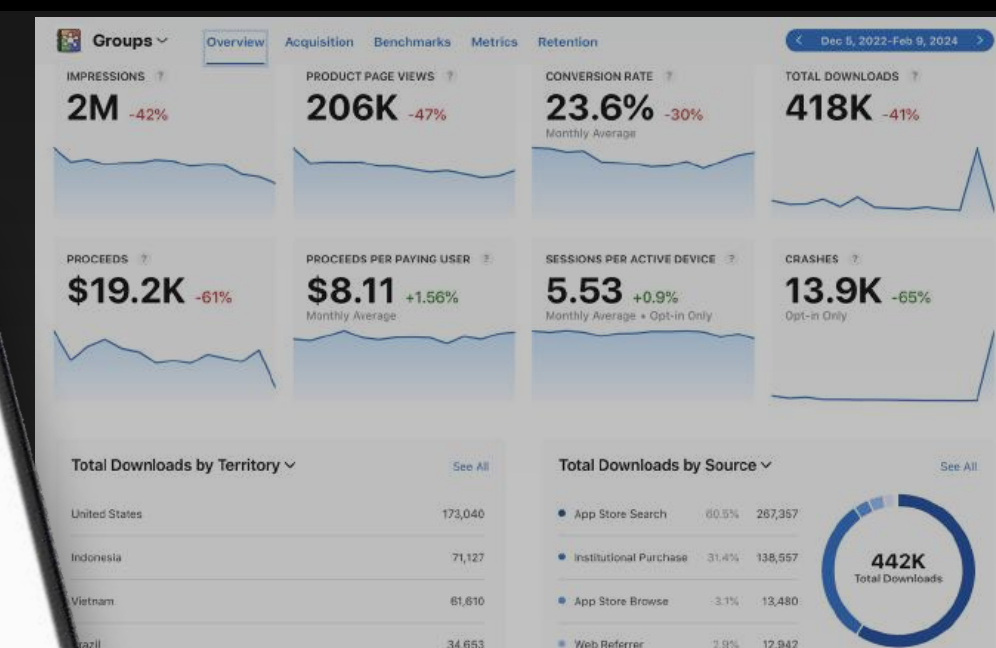 Groups
Overview Acquisition Benchmarks Metrics Retention
< Dec 5, 2022-Feb 9, 2024 >
IMPRESSIONS ?
2M -42%
PRODUCT PAGE VIEWS ?
206K -47%
CONVERSION RATE ?
23.6% -30%
Monthly Average
TOTAL DOWNLOADS ?
418K -41%
PROCEEDS ?
$19.2K -61%
PROCEEDS PER PAYING USER ?
$8.11 +1.56%
Monthly Average
SESSIONS PER ACTIVE DEVICE ?
5.53 +0.9%
Monthly Average • Opt-in Only
CRASHES ?
13.9K -65%
Opt-in Only
Total Downloads by Territory
See All
United States 173,040
Indonesia 71,127
Vietnam 61,610
34,653
Total Downloads by Source
See All
App Store Search 60.5% 267,357
Institutional Purchase 31.4% 138,557
App Store Browse 3.1% 13,480
Web Referrer 2.9% 12,942
442K
Total Downloads